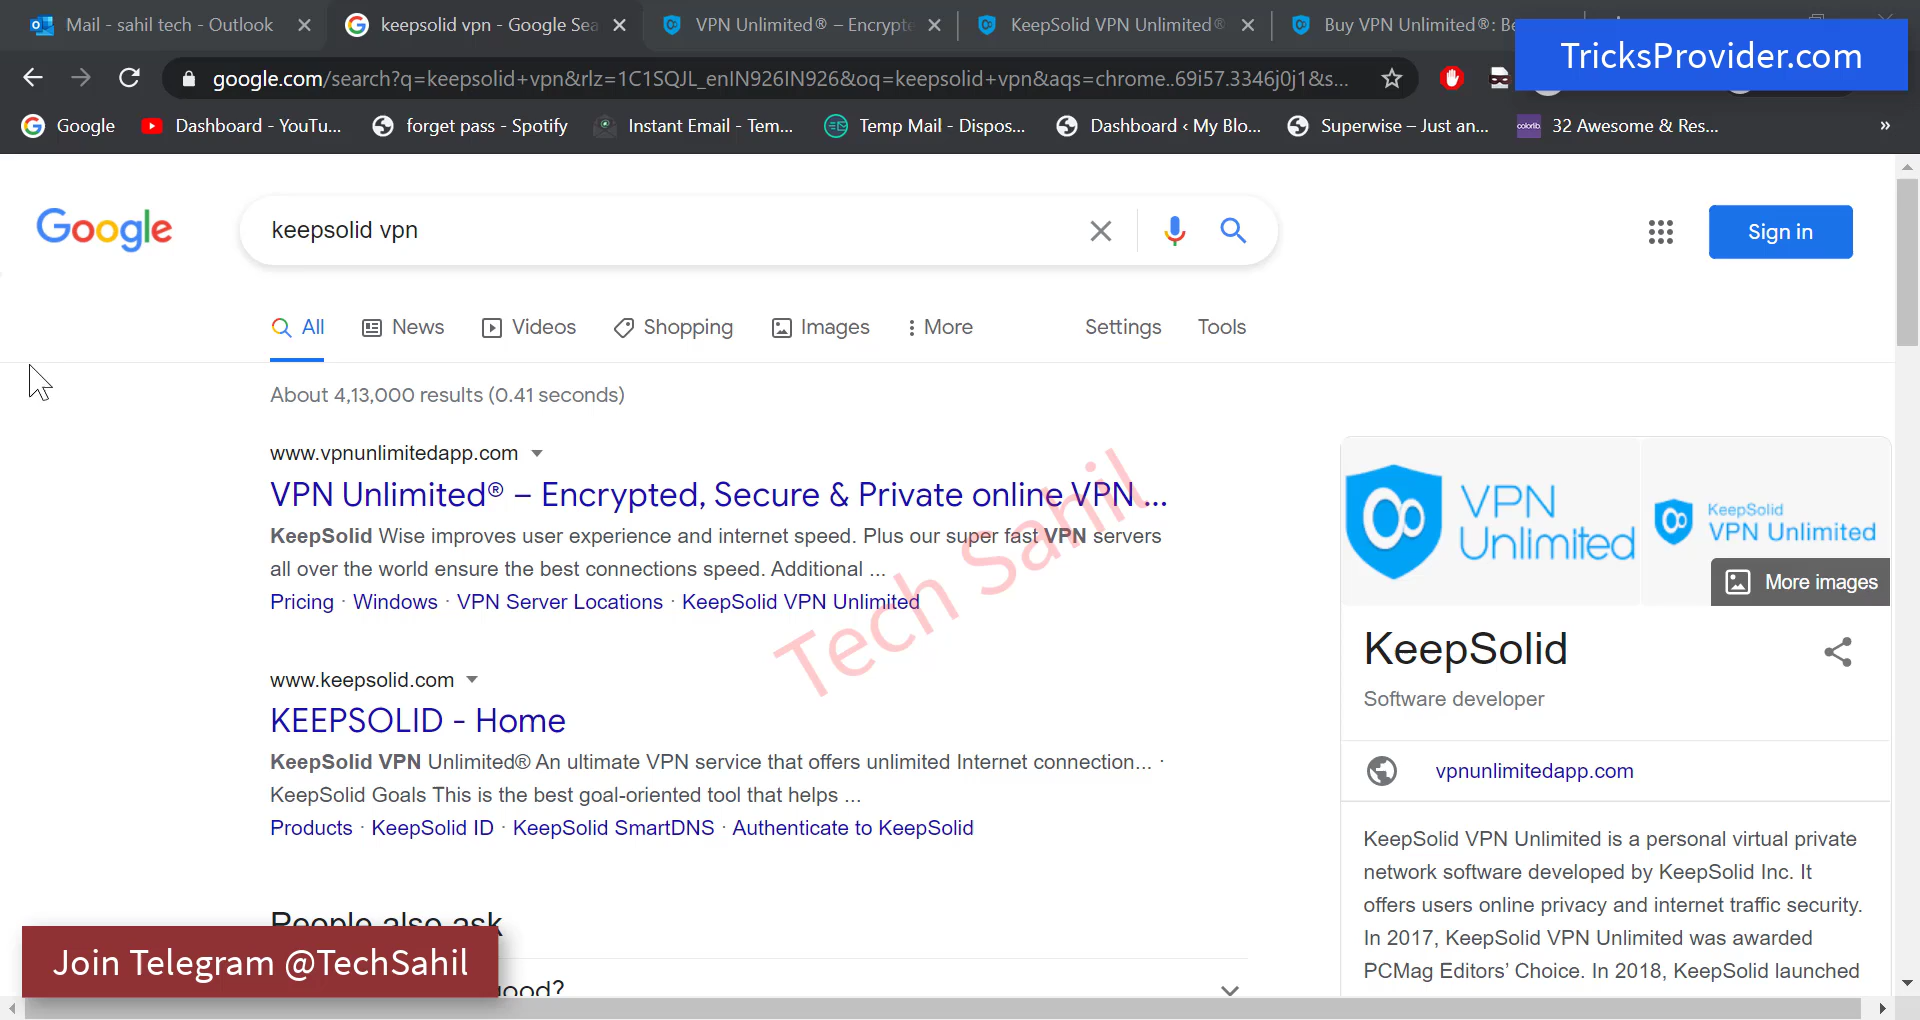 Mail - sahil tech - Outlook
keepsolid vpn - Google Sea
VPN Unlimited® – Encrypte
KeepSolid VPN Unlimited®
Buy VPN Unlimited®: Be
TricksProvider.com
google.com/search?q=keepsolid+vpn&rlz=1C1SQJL_enIN926IN926&oq=keepsolid+vpn&aqs=chrome..69i57.3346j0j1&s...
Google
Dashboard - YouTu...
forget pass - Spotify
Instant Email - Tem...
Temp Mail - Dispos...
Dashboard ‹ My Blo...
Superwise – Just an...
colorlib
32 Awesome & Res...
»
Google
keepsolid vpn
Sign in
All
News
Videos
Shopping
Images
More
Settings
Tools
About 4,13,000 results (0.41 seconds)
www.vpnunlimitedapp.com
VPN Unlimited® – Encrypted, Secure & Private online VPN ...
KeepSolid Wise improves user experience and internet speed. Plus our super fast VPN servers
all over the world ensure the best connections speed. Additional ...
Pricing · Windows · VPN Server Locations · KeepSolid VPN Unlimited
Tech Sahil
www.keepsolid.com
KEEPSOLID - Home
KeepSolid VPN Unlimited® An ultimate VPN service that offers unlimited Internet connection... ·
KeepSolid Goals This is the best goal-oriented tool that helps ...
Products · KeepSolid ID · KeepSolid SmartDNS · Authenticate to KeepSolid
People also ask
good?
Join Telegram @TechSahil
VPN
Unlimited
KeepSolid
VPN Unlimited
More images
KeepSolid
Software developer
vpnunlimitedapp.com
KeepSolid VPN Unlimited is a personal virtual private
network software developed by KeepSolid Inc. It
offers users online privacy and internet traffic security.
In 2017, KeepSolid VPN Unlimited was awarded
PCMag Editors’ Choice. In 2018, KeepSolid launched